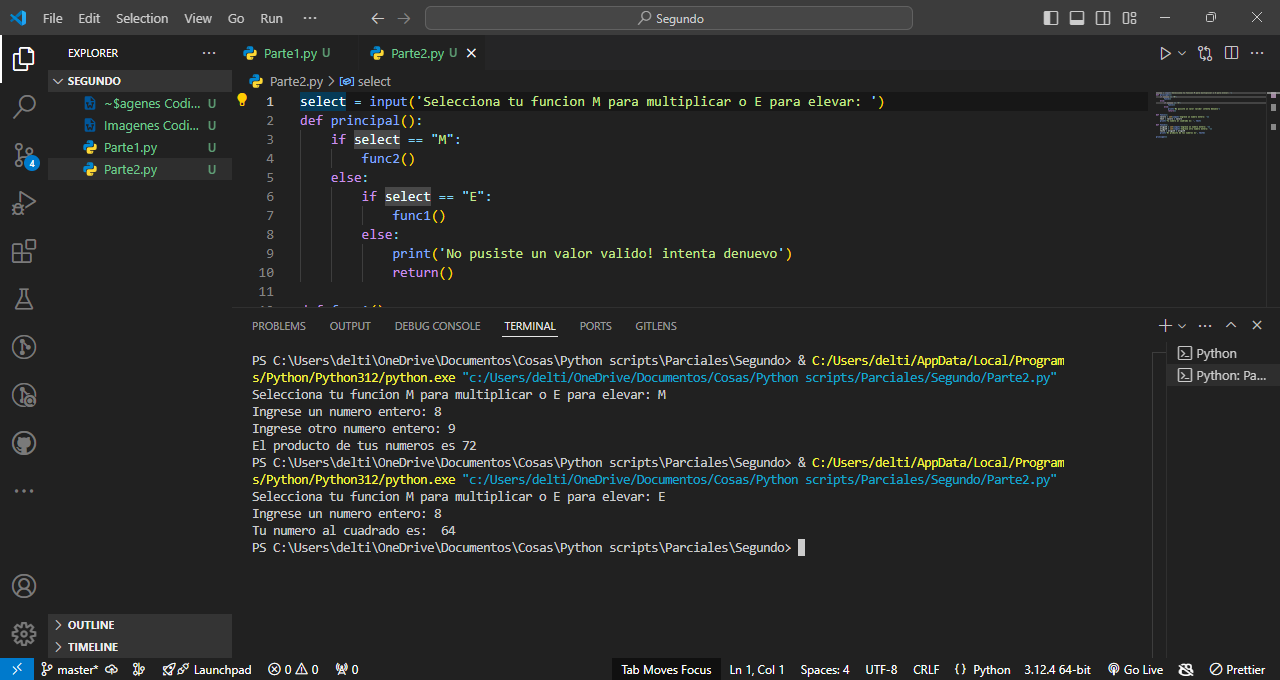 File Edit Selection View Go Run ··· Segundo
EXPLORER ···
SEGUNDO
~$agenes Codi... U
Imagenes Codi... U
Parte1.py U
Parte2.py U
4
OUTLINE
TIMELINE
Parte1.py U Parte2.py U
Parte2.py > select
1 select = input('Selecciona tu funcion M para multiplicar o E para elevar: ')
2 def principal():
3 if select == "M":
4 func2()
5 else:
6 if select == "E":
7 func1()
8 else:
9 print('No pusiste un valor valido! intenta denuevo')
10 return()
11
PROBLEMS OUTPUT DEBUG CONSOLE TERMINAL PORTS GITLENS
PS C:\Users\delti\OneDrive\Documentos\Cosas\Python scripts\Parciales\Segundo> & C:/Users/delti/AppData/Local/Program
s/Python/Python312/python.exe "c:/Users/delti/OneDrive/Documentos/Cosas/Python scripts/Parciales/Segundo/Parte2.py"
Selecciona tu funcion M para multiplicar o E para elevar: M
Ingrese un numero entero: 8
Ingrese otro numero entero: 9
El producto de tus numeros es 72
PS C:\Users\delti\OneDrive\Documentos\Cosas\Python scripts\Parciales\Segundo> & C:/Users/delti/AppData/Local/Program
s/Python/Python312/python.exe "c:/Users/delti/OneDrive/Documentos/Cosas/Python scripts/Parciales/Segundo/Parte2.py"
Selecciona tu funcion M para multiplicar o E para elevar: E
Ingrese un numero entero: 8
Tu numero al cuadrado es:  64
PS C:\Users\delti\OneDrive\Documentos\Cosas\Python scripts\Parciales\Segundo>
Python
Python: Pa...
master* Launchpad 0 0 0 Tab Moves Focus Ln 1, Col 1 Spaces: 4 UTF-8 CRLF {} Python 3.12.4 64-bit Go Live Prettier